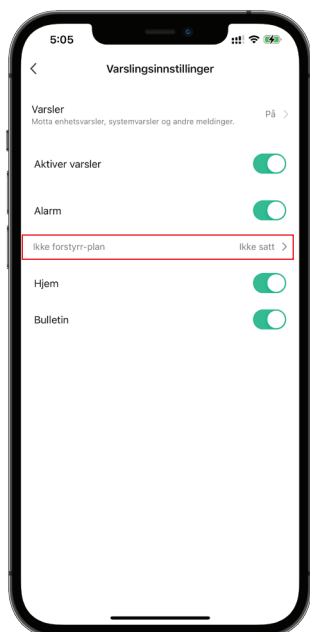 5:05
Varslingsinnstillinger
Varsler
Motta enhetsvarsler, systemvarsler og andre meldinger.
På
Aktiver varsler
Alarm
Ikke forstyrr-plan
Ikke satt
Hjem
Bulletin